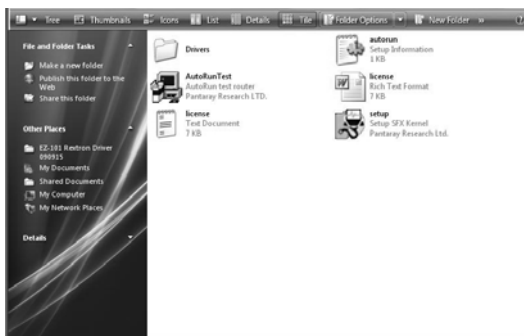 Tree Thumbnails Icons List Details Tile Folder Options New Folder »
File and Folder Tasks
Make a new folder
Publish this folder to the
Web
Share this folder
Other Places
EZ-101 Rextron Driver
090915
My Documents
Shared Documents
My Computer
My Network Places
Details
Drivers
autorun
Setup Information
1 KB
AutoRunTest
AutoRun test router
Pantaray Research LTD.
license
Rich Text Format
7 KB
license
Text Document
7 KB
setup
Setup SFX Kernel
Pantaray Research Ltd.